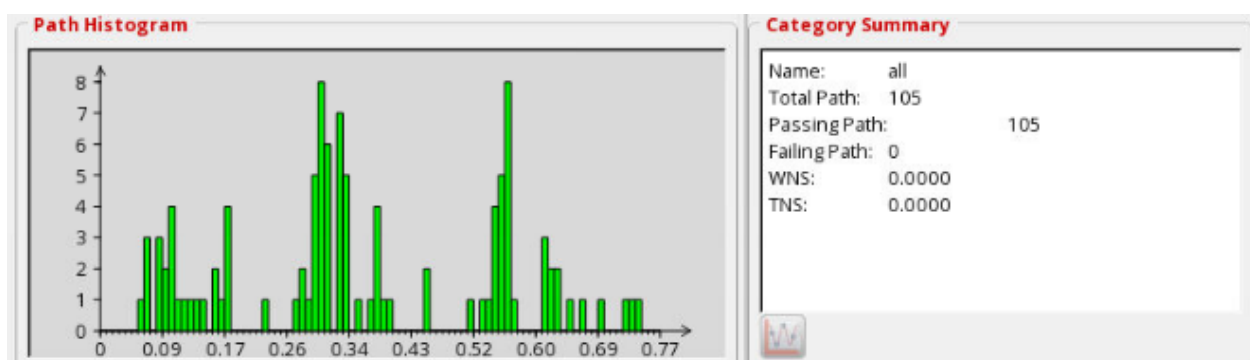 Path Histogram
8
7
6
5
4
3
2
1
0
0 0.09 0.17 0.26 0.34 0.43 0.52 0.60 0.69 0.77
Category Summary
Name: all
Total Path: 105
Passing Path: 105
Failing Path: 0
WNS: 0.0000
TNS: 0.0000